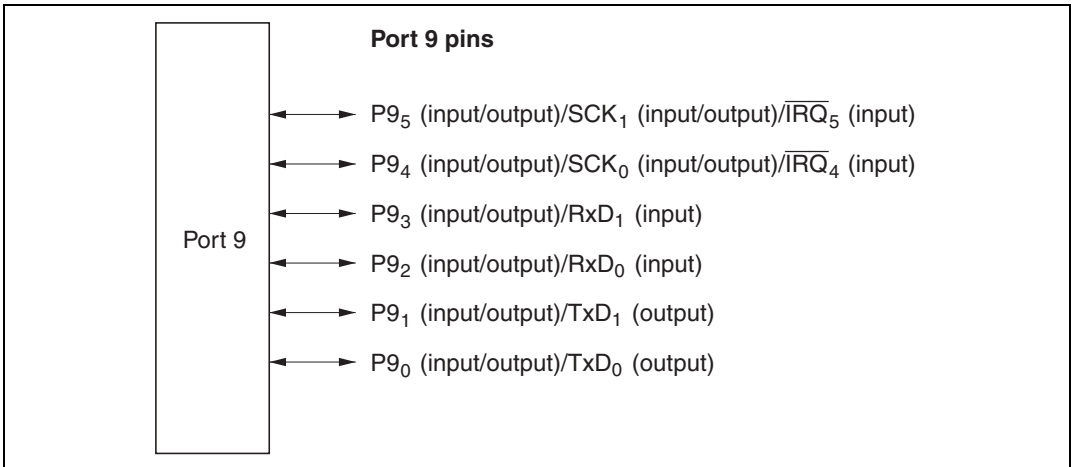 Port 9 pins
P9₅ (input/output)/SCK₁ (input/output)/I̅R̅Q̅₅ (input)
P9₄ (input/output)/SCK₀ (input/output)/I̅R̅Q̅₄ (input)
P9₃ (input/output)/RxD₁ (input)
Port 9
P9₂ (input/output)/RxD₀ (input)
P9₁ (input/output)/TxD₁ (output)
P9₀ (input/output)/TxD₀ (output)